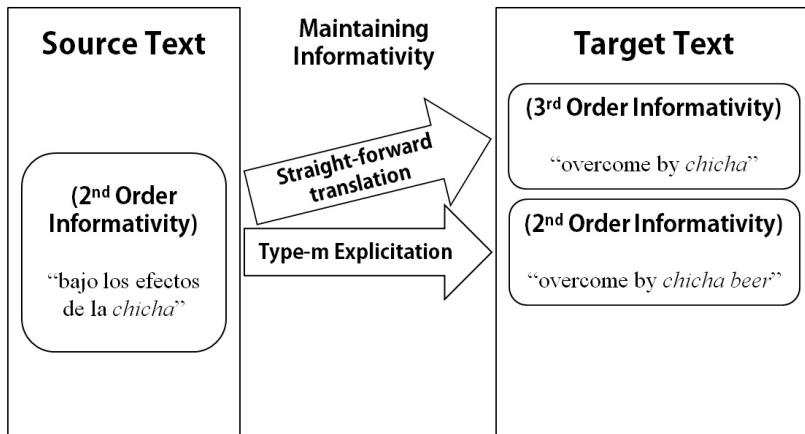 Source Text
(2nd Order
Informativity)
“bajo los efectos
de la chicha”
Maintaining
Informativity
Straight-forward
translation
Type-m Explicitation
Target Text
(3rd Order Informativity)
“overcome by chicha”
(2nd Order Informativity)
“overcome by chicha beer”